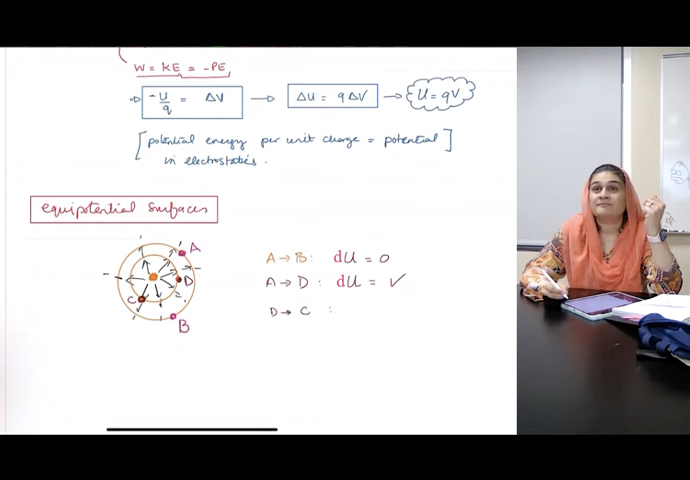 W = KE = -PE
-U/q = ΔV → ΔU = qΔV → U = qV
[potential energy per unit charge = potential]
in electrostatics.
equipotential surfaces
A
D
C
B
A → B: dU = 0
A → D: dU = ✓
D → C :